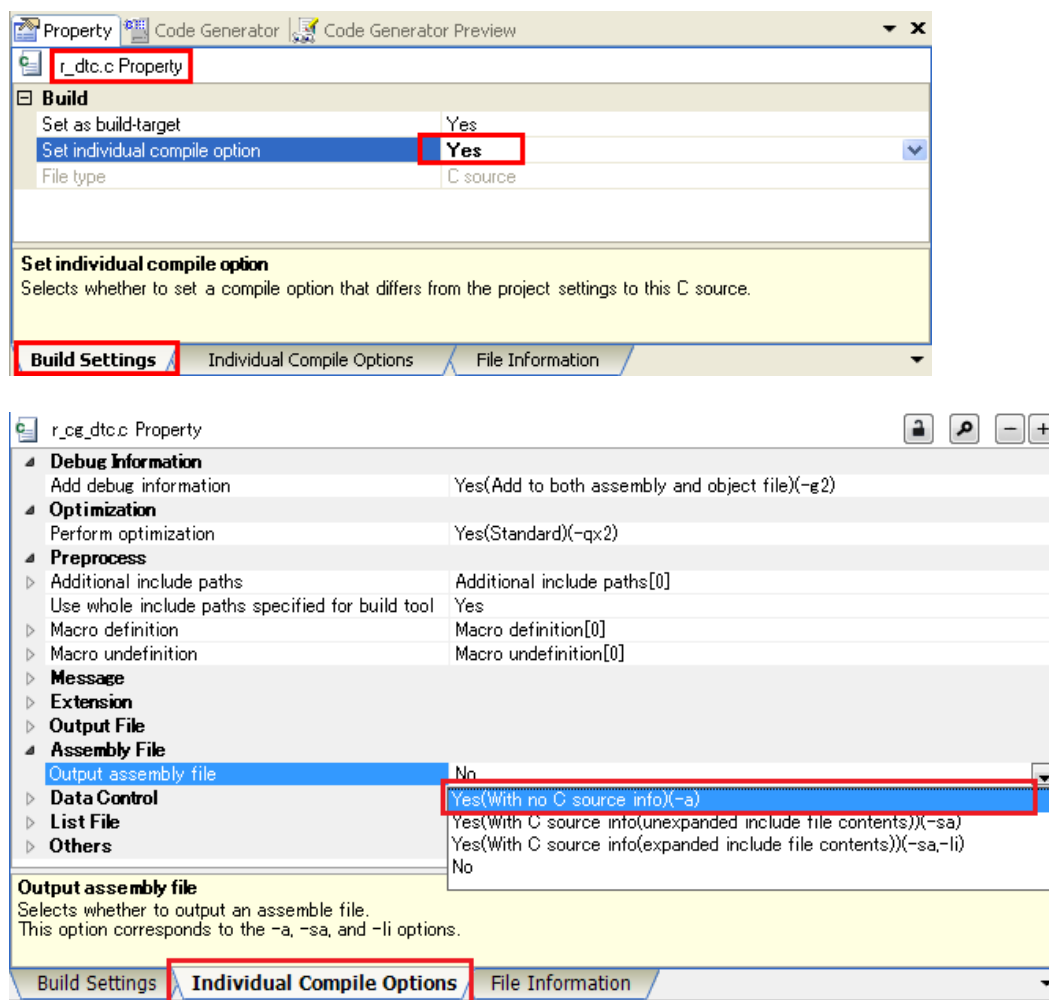 Property Code Generator Code Generator Preview
r_dtc.c Property
Build
Set as build-target Yes
Set individual compile option Yes
File type C source
Set individual compile option
Selects whether to set a compile option that differs from the project settings to this C source.
Build Settings Individual Compile Options File Information
r_cg_dtc.c Property
Debug Information
Add debug information Yes(Add to both assembly and object file)(-g2)
Optimization
Perform optimization Yes(Standard)(-qx2)
Preprocess
Additional include paths Additional include paths[0]
Use whole include paths specified for build tool Yes
Macro definition Macro definition[0]
Macro undefinition Macro undefinition[0]
Message
Extension
Output File
Assembly File
Output assembly file No
Data Control Yes(With no C source info)(-a)
List File Yes(With C source info(unexpanded include file contents))(-sa)
Others Yes(With C source info(expanded include file contents))(-sa,-li)
No
Output assembly file
Selects whether to output an assemble file.
This option corresponds to the -a, -sa, and -li options.
Build Settings Individual Compile Options File Information